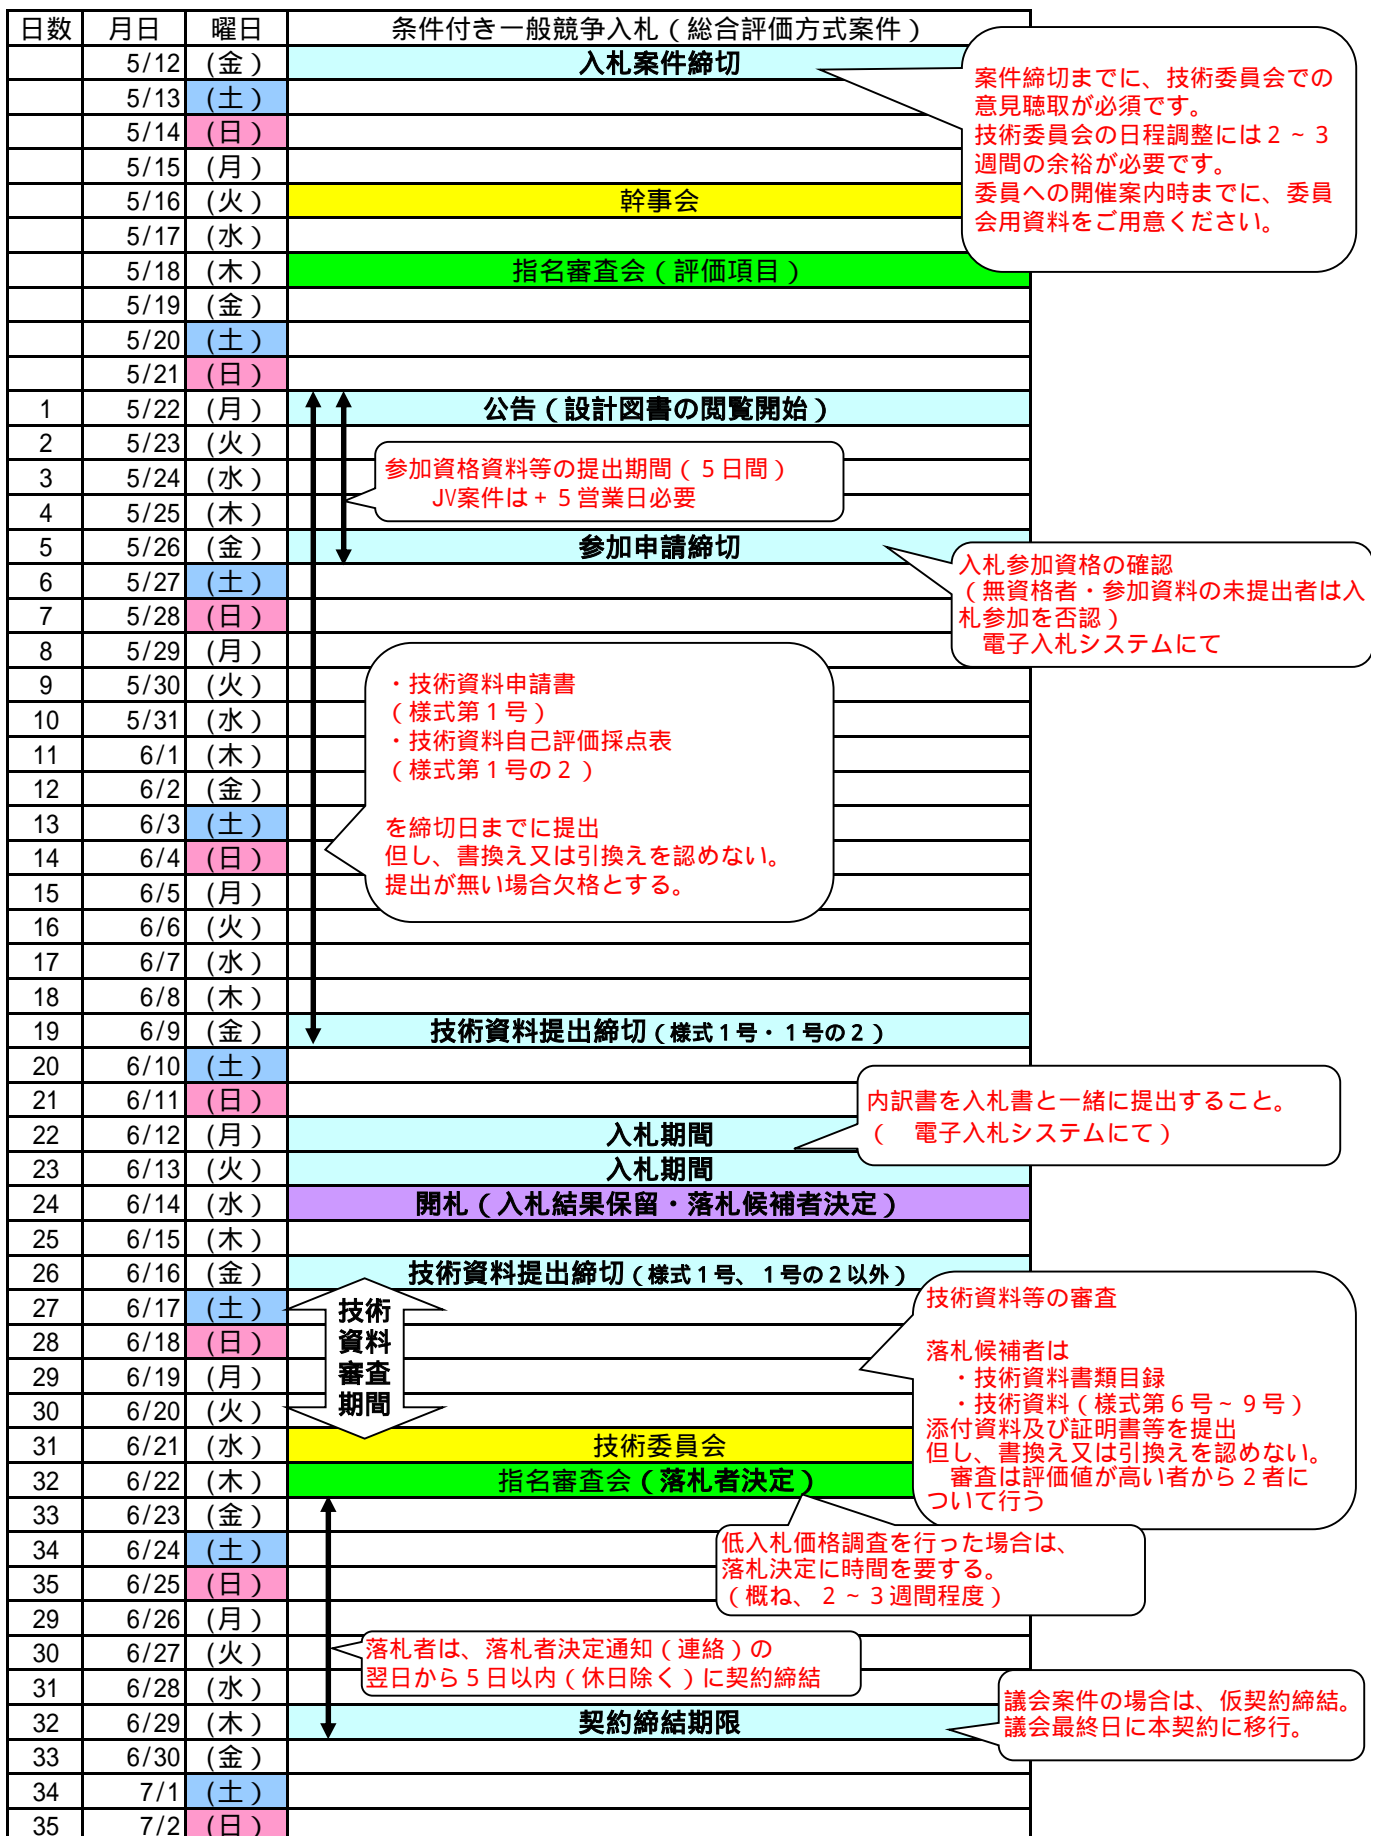 日数 月日 曜日 条件付き一般競争入札（総合評価方式案件）
5/12 (金) 入札案件締切
5/13 (土)
5/14 (日)
5/15 (月)
5/16 (火) 幹事会
5/17 (水)
5/18 (木) 指名審査会（評価項目）
5/19 (金)
5/20 (土)
5/21 (日)
案件締切までに、技術委員会での
意見聴取が必須です。
技術委員会の日程調整には２～３
週間の余裕が必要です。
委員への開催案内時までに、委員
会用資料をご用意ください。
1 5/22 (月) 公告（設計図書の閲覧開始）
2 5/23 (火)
3 5/24 (水)
4 5/25 (木)
参加資格資料等の提出期間（５日間）
JV案件は＋５営業日必要
5 5/26 (金) 参加申請締切
6 5/27 (土)
7 5/28 (日)
入札参加資格の確認
（無資格者・参加資料の未提出者は入
札参加を否認）
電子入札システムにて
8 5/29 (月)
9 5/30 (火)
10 5/31 (水)
11 6/1 (木)
12 6/2 (金)
13 6/3 (土)
14 6/4 (日)
15 6/5 (月)
16 6/6 (火)
17 6/7 (水)
18 6/8 (木)
・技術資料申請書
（様式第１号）
・技術資料自己評価採点表
（様式第１号の２）
を締切日までに提出
但し、書換え又は引換えを認めない。
提出が無い場合欠格とする。
19 6/9 (金) 技術資料提出締切（様式１号・１号の２）
20 6/10 (土)
21 6/11 (日)
22 6/12 (月) 入札期間
23 6/13 (火) 入札期間
内訳書を入札書と一緒に提出すること。
（　電子入札システムにて）
24 6/14 (水) 開札（入札結果保留・落札候補者決定）
25 6/15 (木)
26 6/16 (金) 技術資料提出締切（様式１号、１号の２以外）
27 6/17 (土)
28 6/18 (日)
29 6/19 (月)
30 6/20 (火)
技術
資料
審査
期間
技術資料等の審査
落札候補者は
・技術資料書類目録
・技術資料（様式第６号～９号）
添付資料及び証明書等を提出
但し、書換え又は引換えを認めない。
審査は評価値が高い者から２者に
ついて行う
31 6/21 (水) 技術委員会
32 6/22 (木) 指名審査会（落札者決定）
33 6/23 (金)
34 6/24 (土)
35 6/25 (日)
低入札価格調査を行った場合は、
落札決定に時間を要する。
（概ね、２～３週間程度）
29 6/26 (月)
30 6/27 (火)
31 6/28 (水)
落札者は、落札者決定通知（連絡）の
翌日から５日以内（休日除く）に契約締結
32 6/29 (木) 契約締結期限
議会案件の場合は、仮契約締結。
議会最終日に本契約に移行。
33 6/30 (金)
34 7/1 (土)
35 7/2 (日)